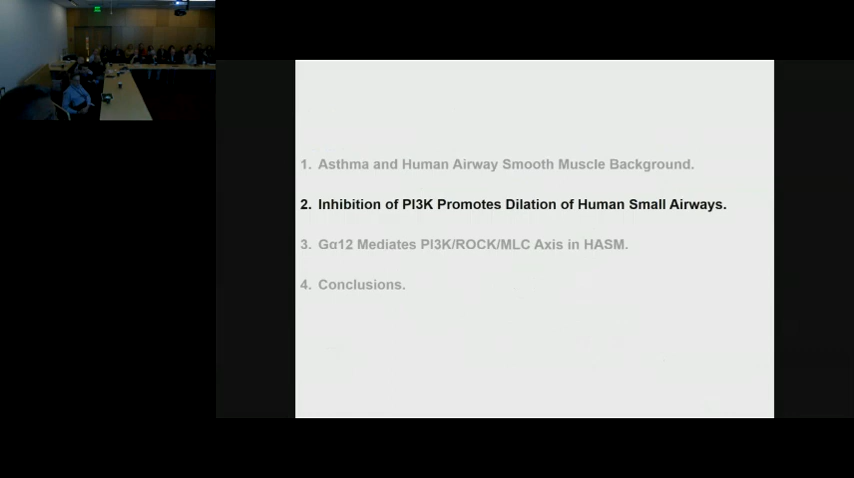 1. Asthma and Human Airway Smooth Muscle Background.
2. Inhibition of PI3K Promotes Dilation of Human Small Airways.
3. Gα12 Mediates PI3K/ROCK/MLC Axis in HASM.
4. Conclusions.